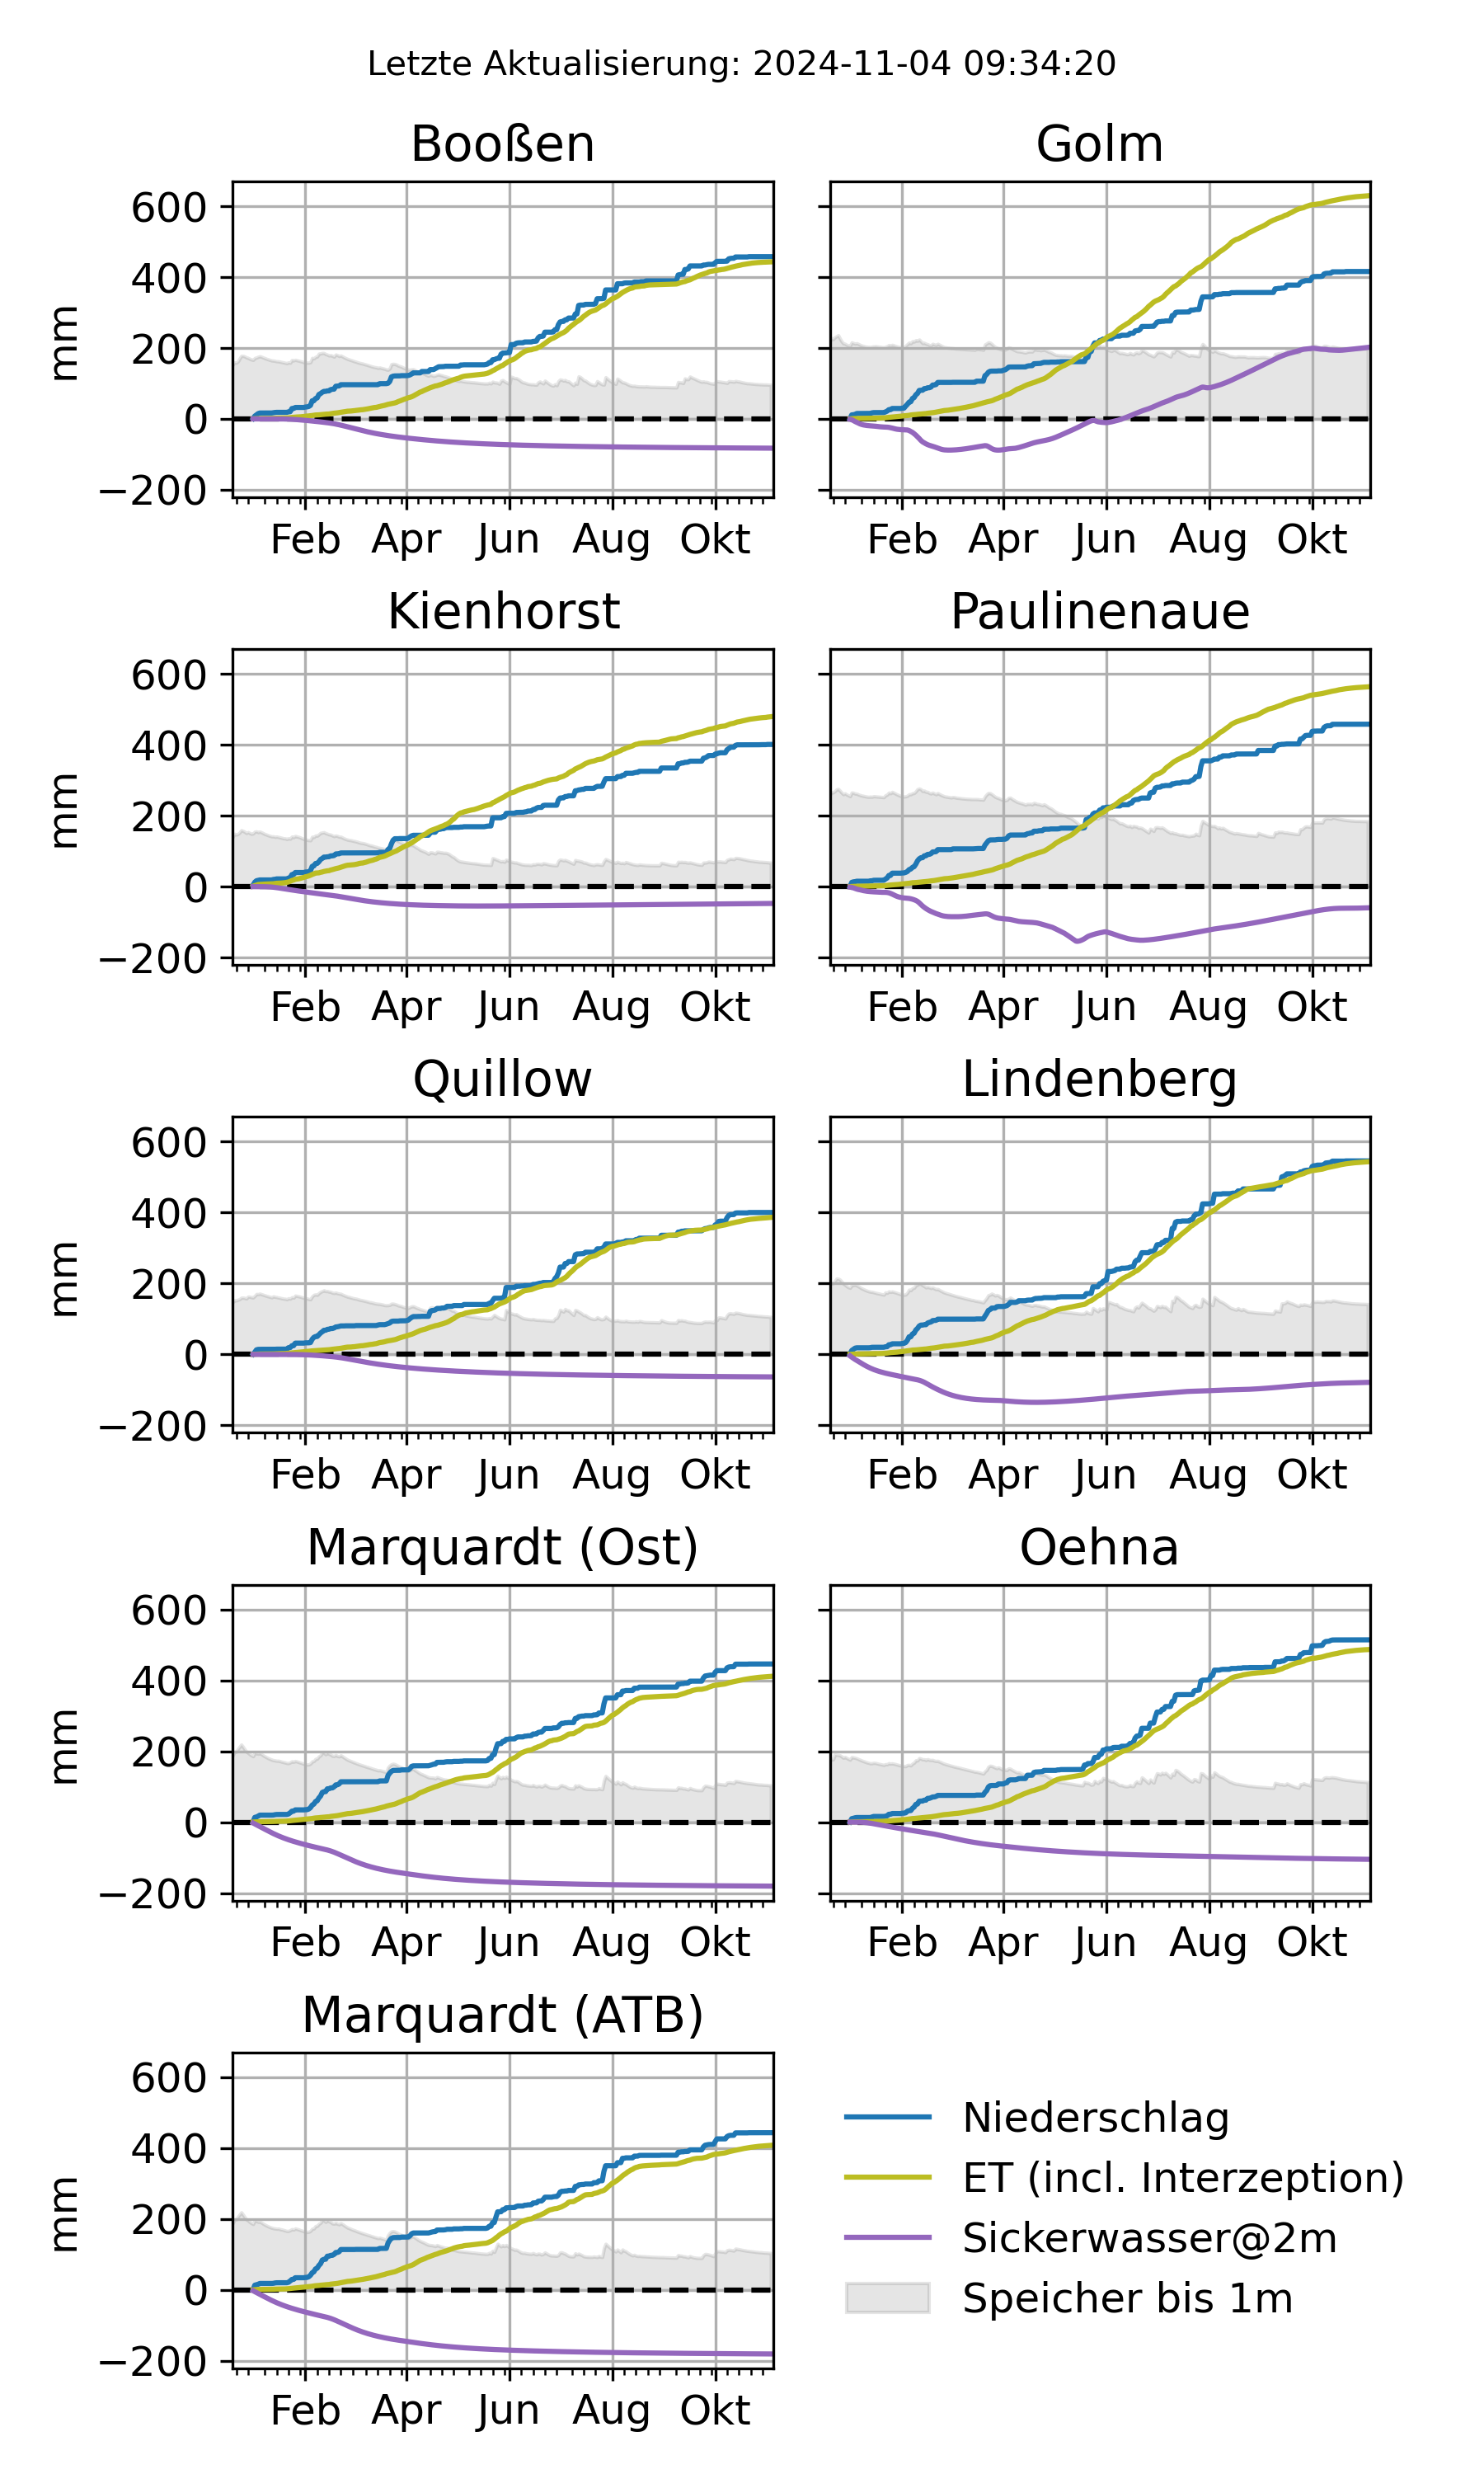 Letzte Aktualisierung: 2024-11-04 09:34:20
Booßen
Golm
600
400
200
0
−200
mm
Feb Apr Jun Aug Okt
Feb Apr Jun Aug Okt
Kienhorst
Paulinenaue
600
400
200
0
−200
mm
Feb Apr Jun Aug Okt
Feb Apr Jun Aug Okt
Quillow
Lindenberg
600
400
200
0
−200
mm
Feb Apr Jun Aug Okt
Feb Apr Jun Aug Okt
Marquardt (Ost)
Oehna
600
400
200
0
−200
mm
Feb Apr Jun Aug Okt
Feb Apr Jun Aug Okt
Marquardt (ATB)
600
400
200
0
−200
mm
Feb Apr Jun Aug Okt
Niederschlag
ET (incl. Interzeption)
Sickerwasser@2m
Speicher bis 1m